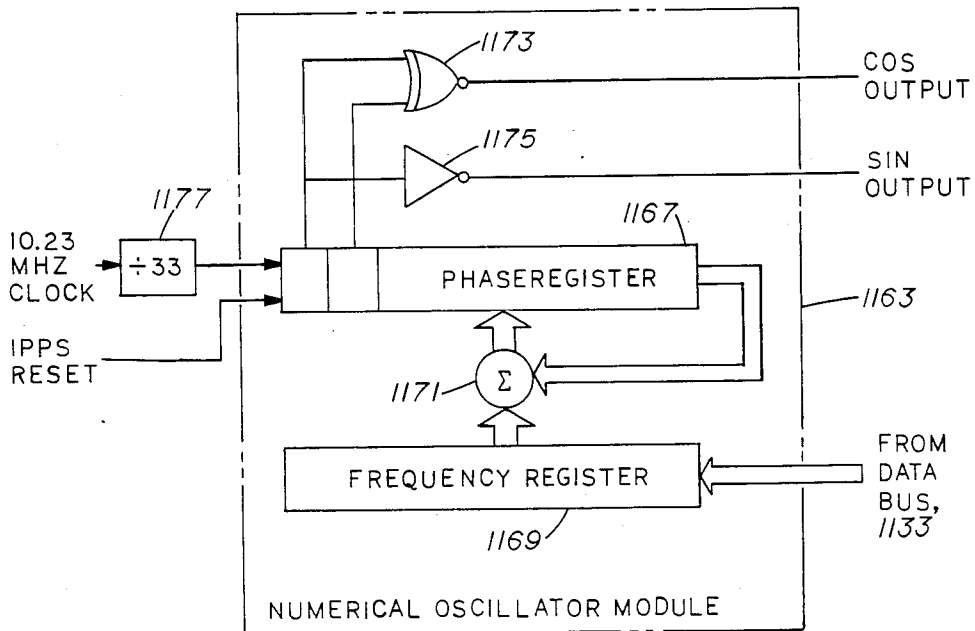 1173
COS
OUTPUT
1175
SIN
OUTPUT
1177
1167
10.23
MHZ
CLOCK
÷33
PHASEREGISTER
1163
1PPS
RESET
1171
Σ
FREQUENCY REGISTER
FROM
DATA
BUS,
1133
1169
NUMERICAL OSCILLATOR MODULE